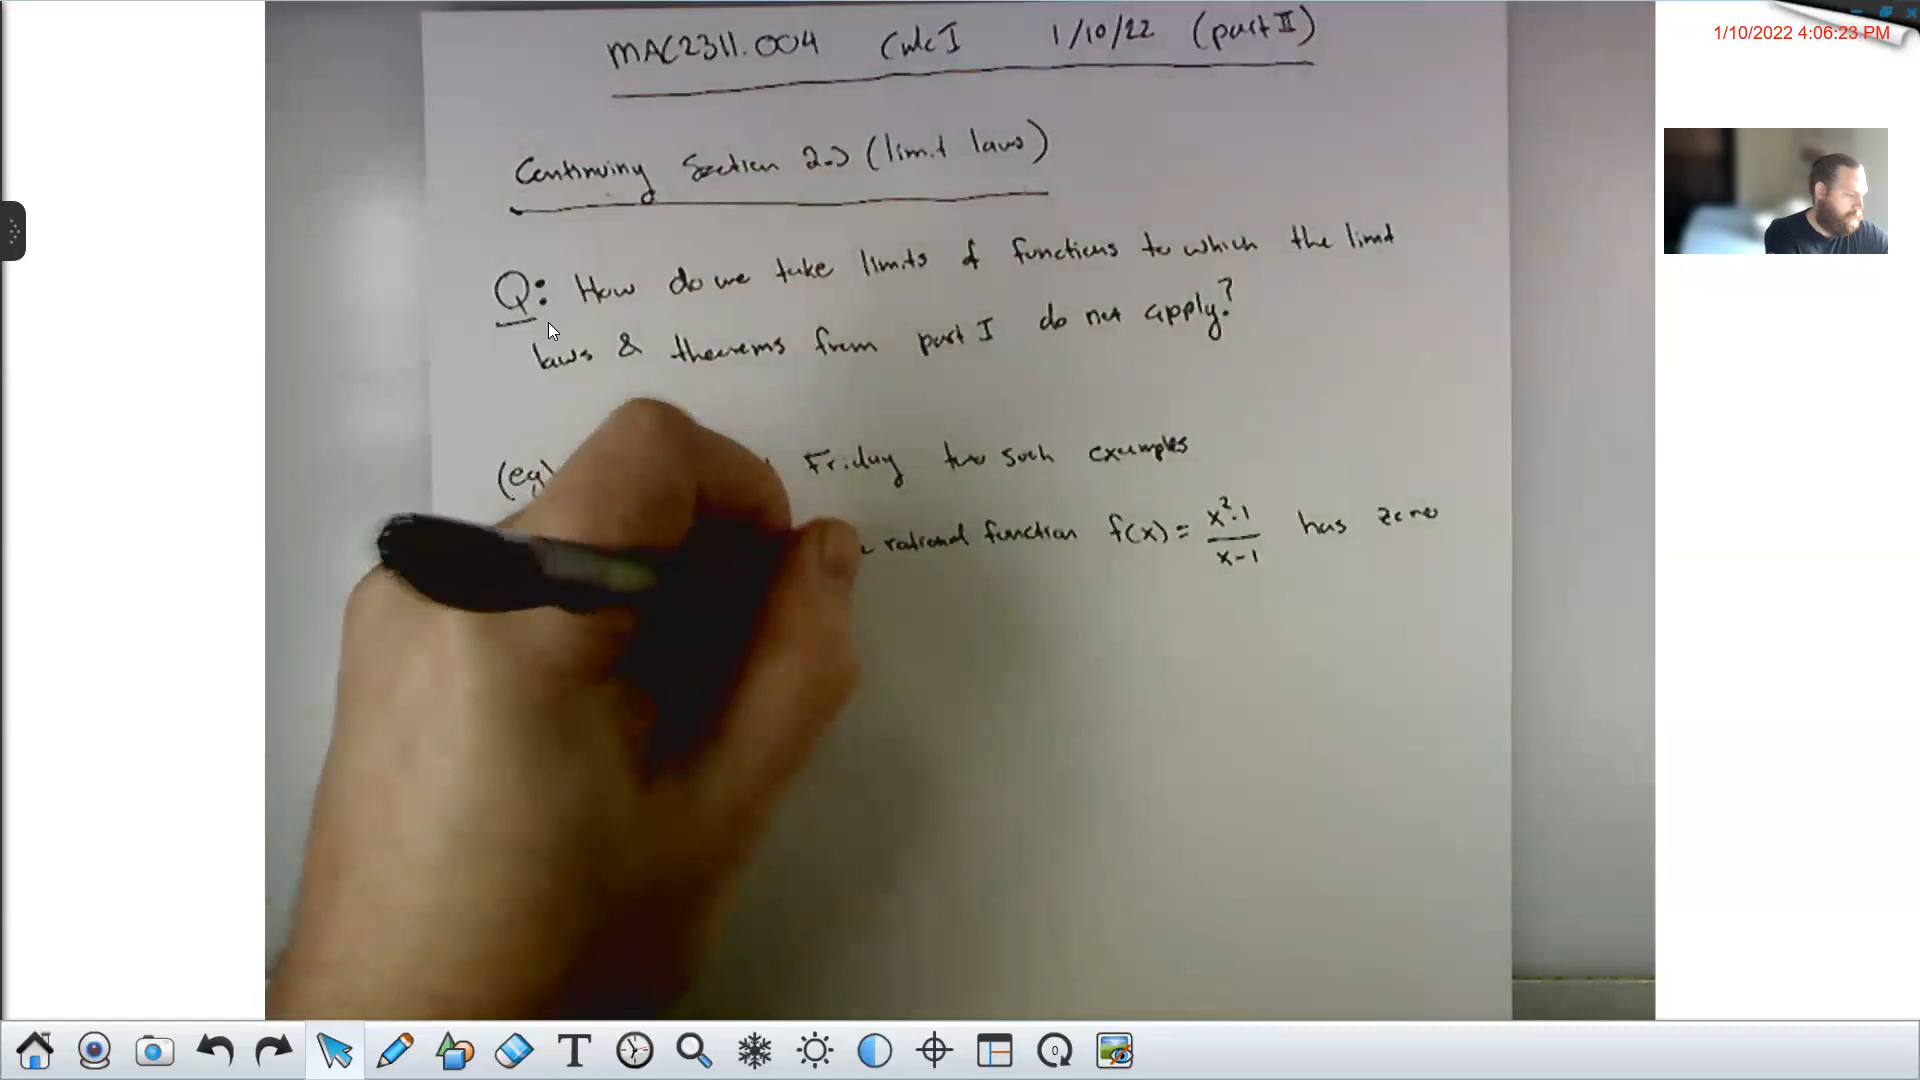 1/10/2022 4:06:23 PM
MAC2311.004 Calc I 1/10/22 (part II)
Continuing Section 2.3 (limit laws)
Q: How do we take limits of functions to which the limit
laws & theorems from part I do not apply?
(eg) Friday two such examples
rational function f(x) = x²-1 / x-1 has zero
T
0